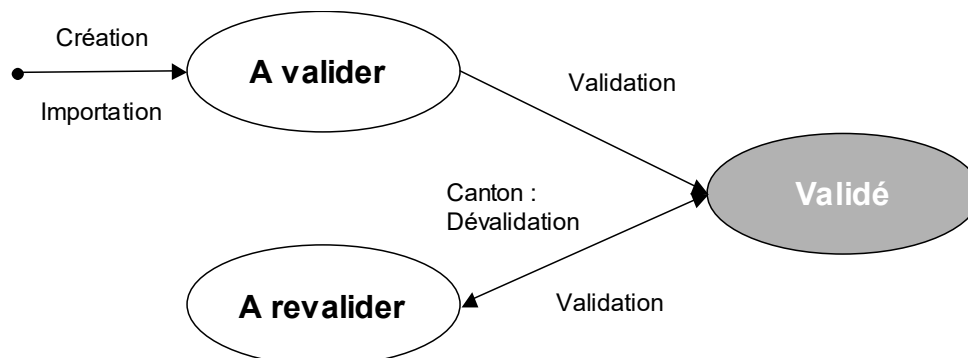 Création
Importation
A valider
Validation
Canton :
Dévalidation
Validé
A revalider
Validation